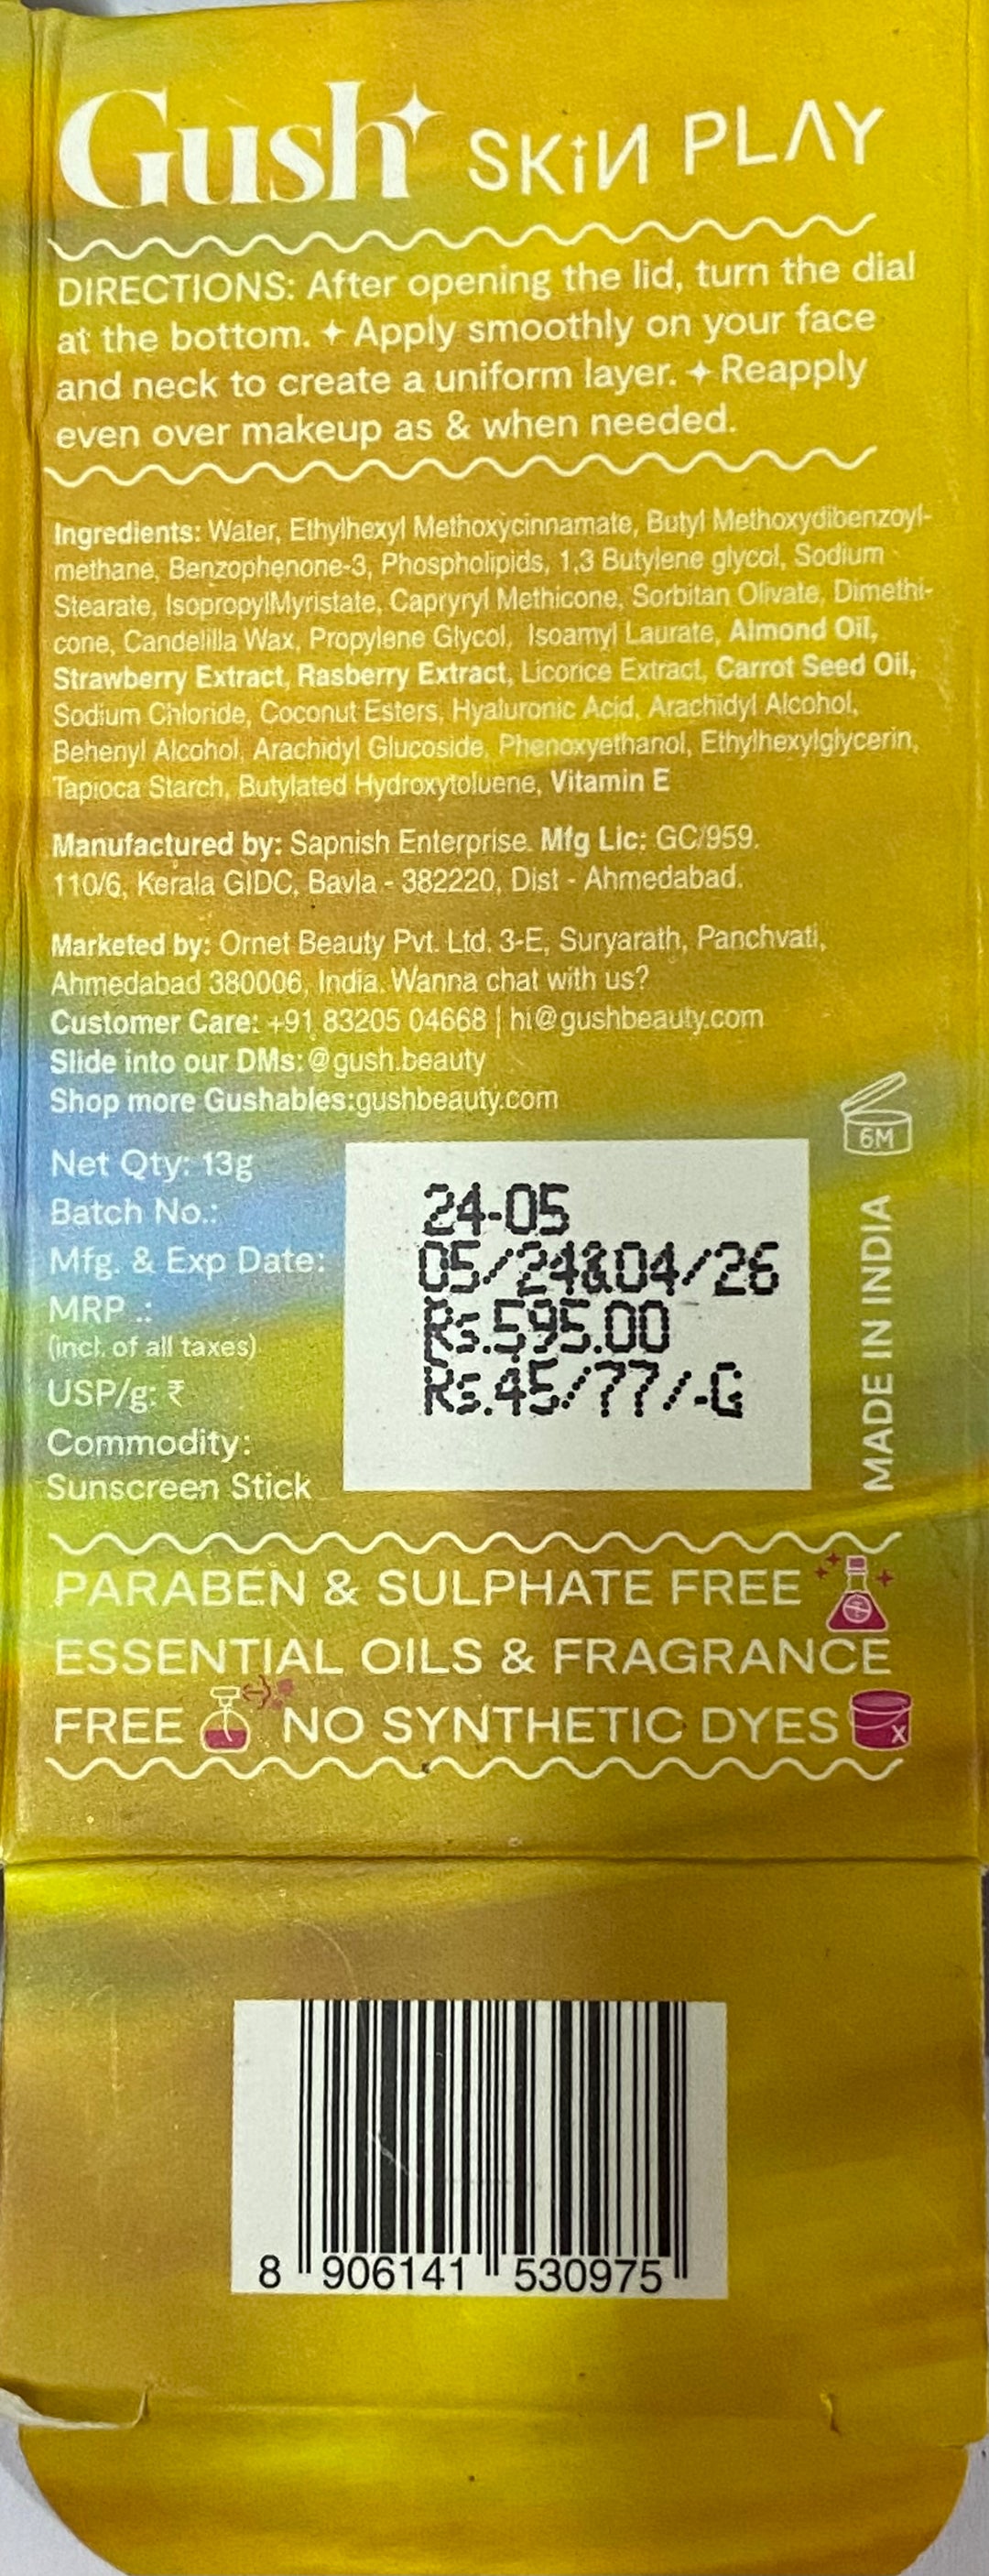 Gush SKiN PLAY
DIRECTIONS: After opening the lid, turn the dial
at the bottom. ✦ Apply smoothly on your face
and neck to create a uniform layer. ✦ Reapply
even over makeup as & when needed.
Ingredients: Water, Ethylhexyl Methoxycinnamate, Butyl Methoxydibenzoyl-
methane, Benzophenone-3, Phospholipids, 1,3 Butylene glycol, Sodium
Stearate, IsopropylMyristate, Capryryl Methicone, Sorbitan Olivate, Dimethi-
cone, Candelilla Wax, Propylene Glycol, Isoamyl Laurate, Almond Oil,
Strawberry Extract, Rasberry Extract, Licorice Extract, Carrot Seed Oil,
Sodium Chloride, Coconut Esters, Hyaluronic Acid, Arachidyl Alcohol,
Behenyl Alcohol, Arachidyl Glucoside, Phenoxyethanol, Ethylhexylglycerin,
Tapioca Starch, Butylated Hydroxytoluene, Vitamin E
Manufactured by: Sapnish Enterprise. Mfg Lic: GC/959.
110/6, Kerala GIDC, Bavla - 382220, Dist - Ahmedabad.
Marketed by: Ornet Beauty Pvt. Ltd. 3-E, Suryarath, Panchvati,
Ahmedabad 380006, India. Wanna chat with us?
Customer Care: +91 83205 04668 | hi@gushbeauty.com
Slide into our DMs: @gush.beauty
Shop more Gushables:gushbeauty.com
6M
Net Qty: 13g
Batch No.: 24-05
Mfg. & Exp Date: 05/24&04/26
MRP .: Rs.595.00
(incl. of all taxes)
USP/g: ₹ Rs.45/77/-G
Commodity:
Sunscreen Stick
MADE IN INDIA
PARABEN & SULPHATE FREE
ESSENTIAL OILS & FRAGRANCE
FREE NO SYNTHETIC DYES
8 906141 530975